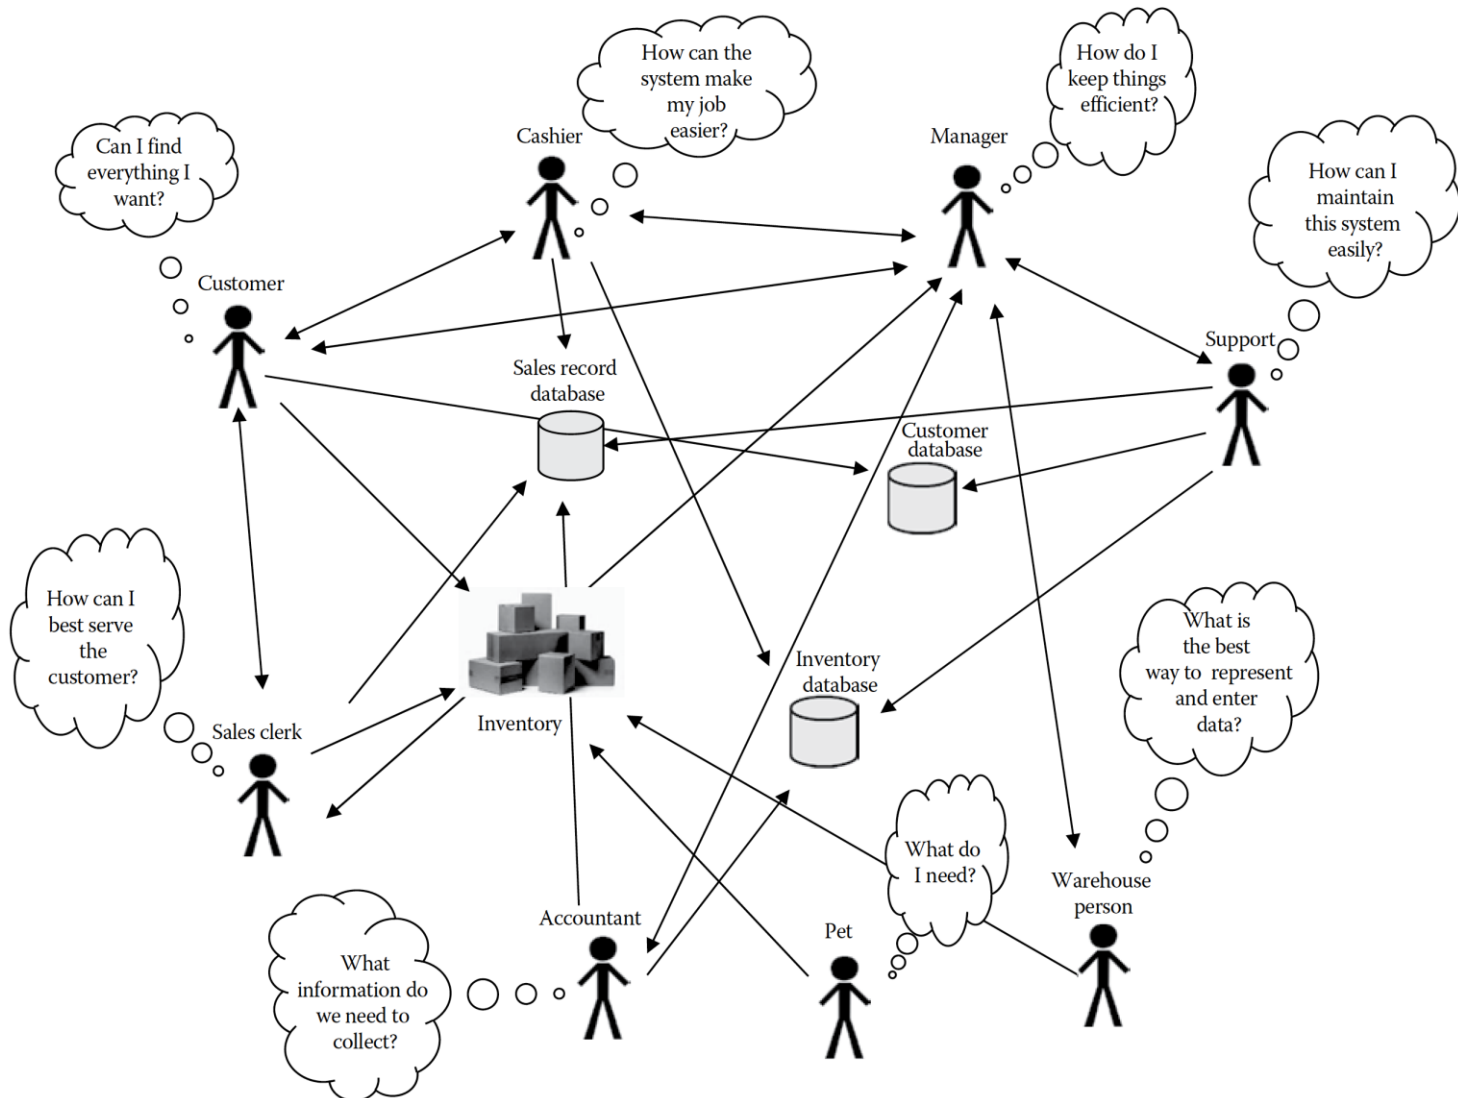 How can the
system make
my job
easier?
How do I
keep things
efficient?
Cashier
Manager
Can I find
everything I
want?
How can I
maintain
this system
easily?
Customer
Support
Sales record
database
Customer
database
How can I
best serve
the
customer?
What is
the best
way to represent
and enter
data?
Inventory
database
Inventory
Sales clerk
What do
I need?
Warehouse
person
Accountant
Pet
What
information do
we need to
collect?